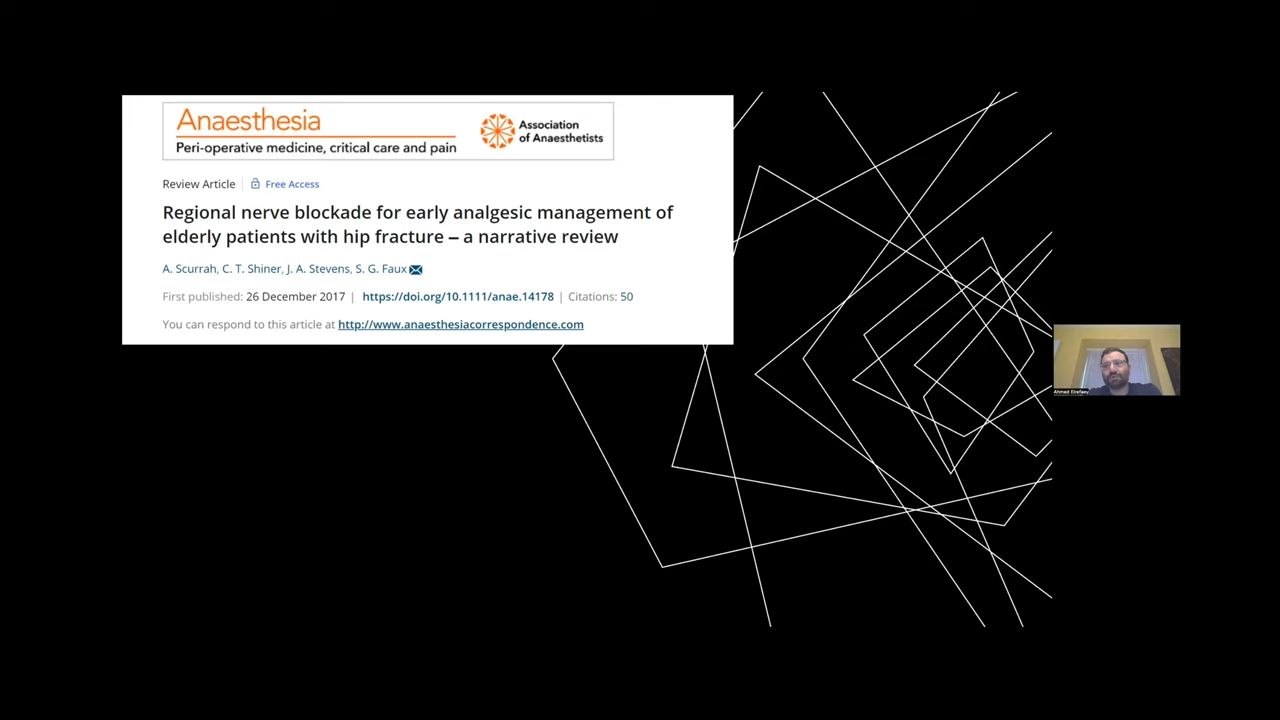 Anaesthesia
Peri-operative medicine, critical care and pain
Association
of Anaesthetists
Review Article
Free Access
Regional nerve blockade for early analgesic management of
elderly patients with hip fracture – a narrative review
A. Scurrah, C. T. Shiner, J. A. Stevens, S. G. Faux
First published: 26 December 2017 | https://doi.org/10.1111/anae.14178 | Citations: 50
You can respond to this article at http://www.anaesthesiacorrespondence.com
Ahmed Elrefaey